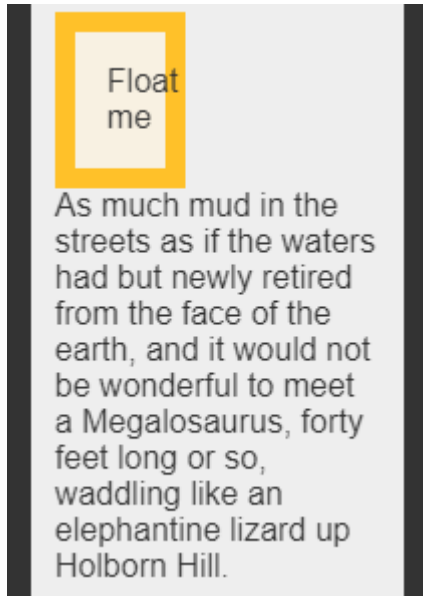 Float
me
As much mud in the
streets as if the waters
had but newly retired
from the face of the
earth, and it would not
be wonderful to meet
a Megalosaurus, forty
feet long or so,
waddling like an
elephantine lizard up
Holborn Hill.